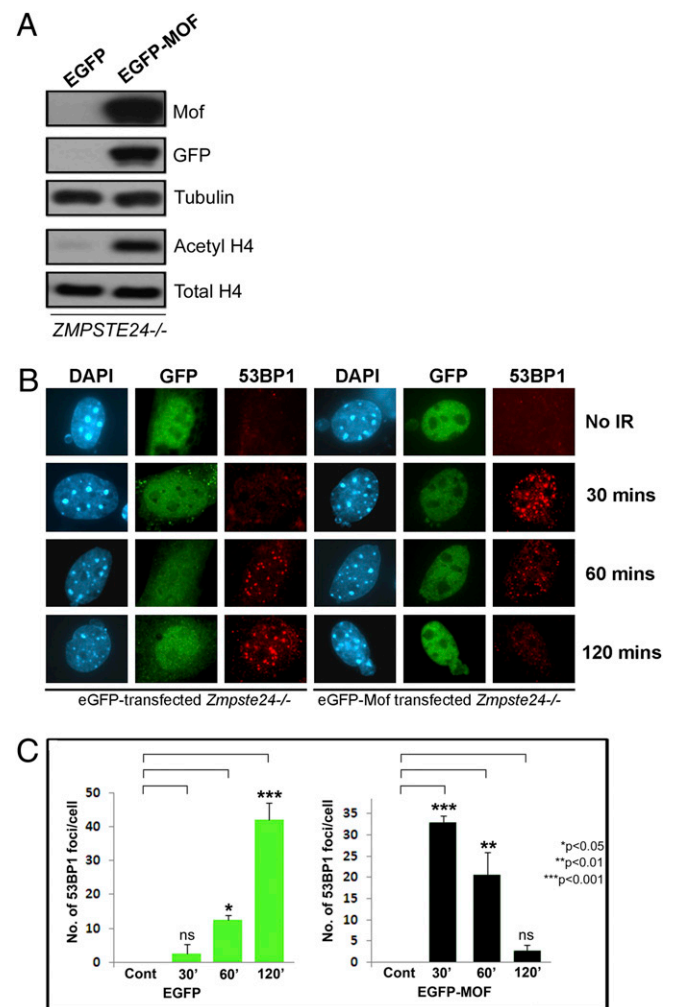 A
EGFP
EGFP-MOF
Mof
GFP
Tubulin
Acetyl H4
Total H4
ZMPSTE24-/-
B
DAPI GFP 53BP1 DAPI GFP 53BP1
No IR
30 mins
60 mins
120 mins
eGFP-transfected Zmpste24-/- eGFP-Mof transfected Zmpste24-/-
C
No. of 53BP1 foci/cell
50
40
30
20
10
0
ns
*
***
Cont 30' 60' 120'
EGFP
No. of 53BP1 foci/cell
35
30
25
20
15
10
5
0
***
**
ns
Cont 30' 60' 120'
EGFP-MOF
*p<0.05
**p<0.01
***p<0.001